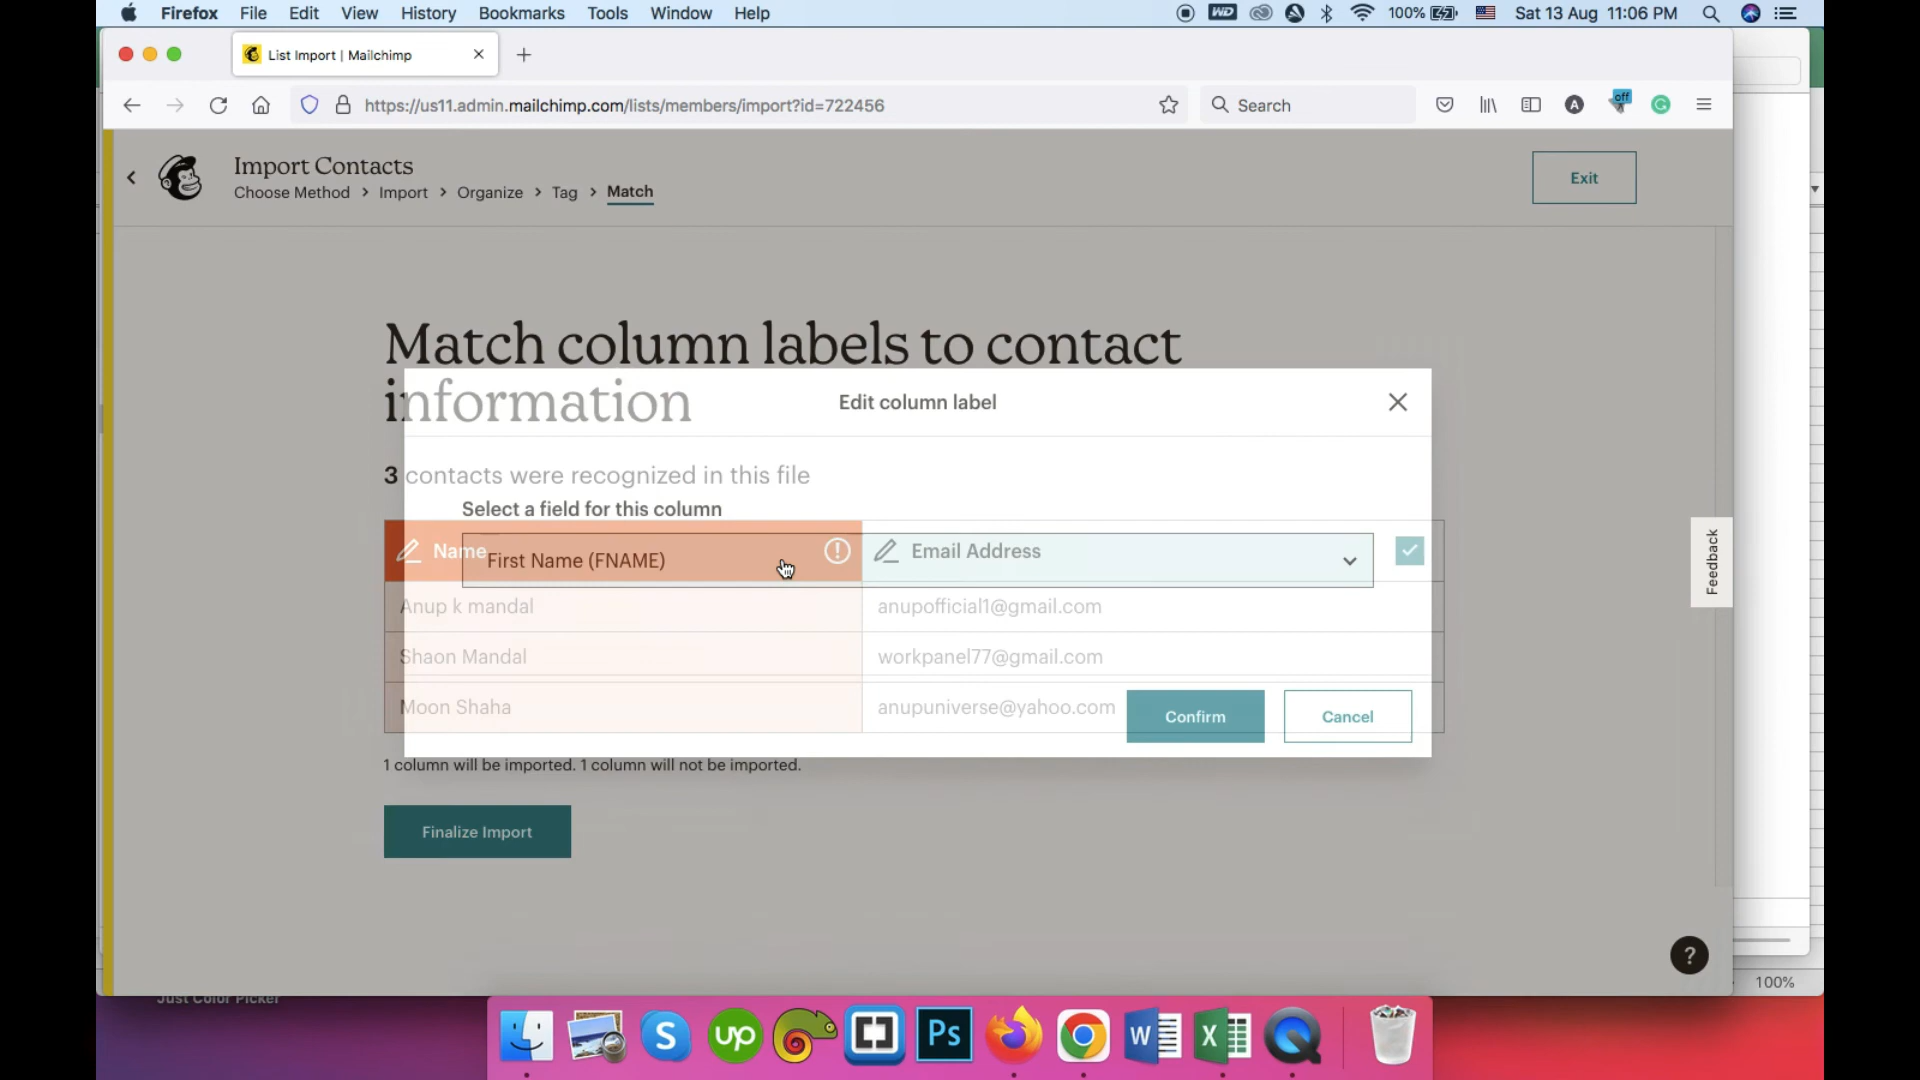 Firefox File Edit View History Bookmarks Tools Window Help
WD 100% Sat 13 Aug 11:06 PM
List Import | Mailchimp
https://us11.admin.mailchimp.com/lists/members/import?id=722456
Search
off
A
G
Import Contacts
Choose Method > Import > Organize > Tag > Match
Exit
Match column labels to contact
information
Edit column label
3 contacts were recognized in this file
Select a field for this column
Name
First Name (FNAME)
Email Address
Anup k mandal anupofficial1@gmail.com
Shaon Mandal workpanel77@gmail.com
Moon Shaha anupuniverse@yahoo.com
Confirm Cancel
1 column will be imported. 1 column will not be imported.
Finalize Import
Feedback
?
100%
Just Color Picker
S up Ps W X